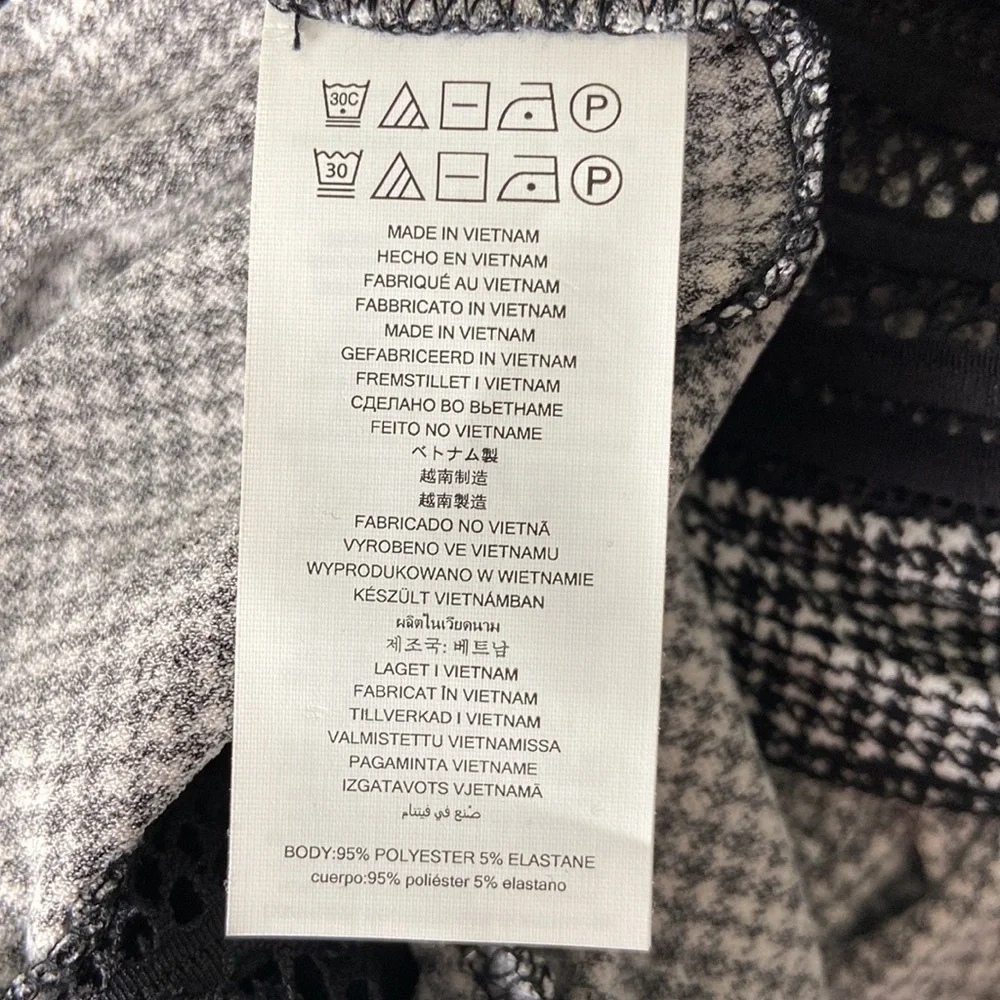 30C P
30 P
MADE IN VIETNAM
HECHO EN VIETNAM
FABRIQUÉ AU VIETNAM
FABBRICATO IN VIETNAM
MADE IN VIETNAM
GEFABRICEERD IN VIETNAM
FREMSTILLET I VIETNAM
СДЕЛАНО ВО ВЬЕТНАМЕ
FEITO NO VIETNAME
ベトナム製
越南制造
越南製造
FABRICADO NO VIETNÃ
VYROBENO VE VIETNAMU
WYPRODUKOWANO W WIETNAMIE
KÉSZÜLT VIETNÁMBAN
ผลิตในเวียดนาม
제조국: 베트남
LAGET I VIETNAM
FABRICAT ÎN VIETNAM
TILLVERKAD I VIETNAM
VALMISTETTU VIETNAMISSA
PAGAMINTA VIETNAME
IZGATAVOTS VJETNAMĀ
صُنع في فيتنام
BODY:95% POLYESTER 5% ELASTANE
cuerpo:95% poliéster 5% elastano